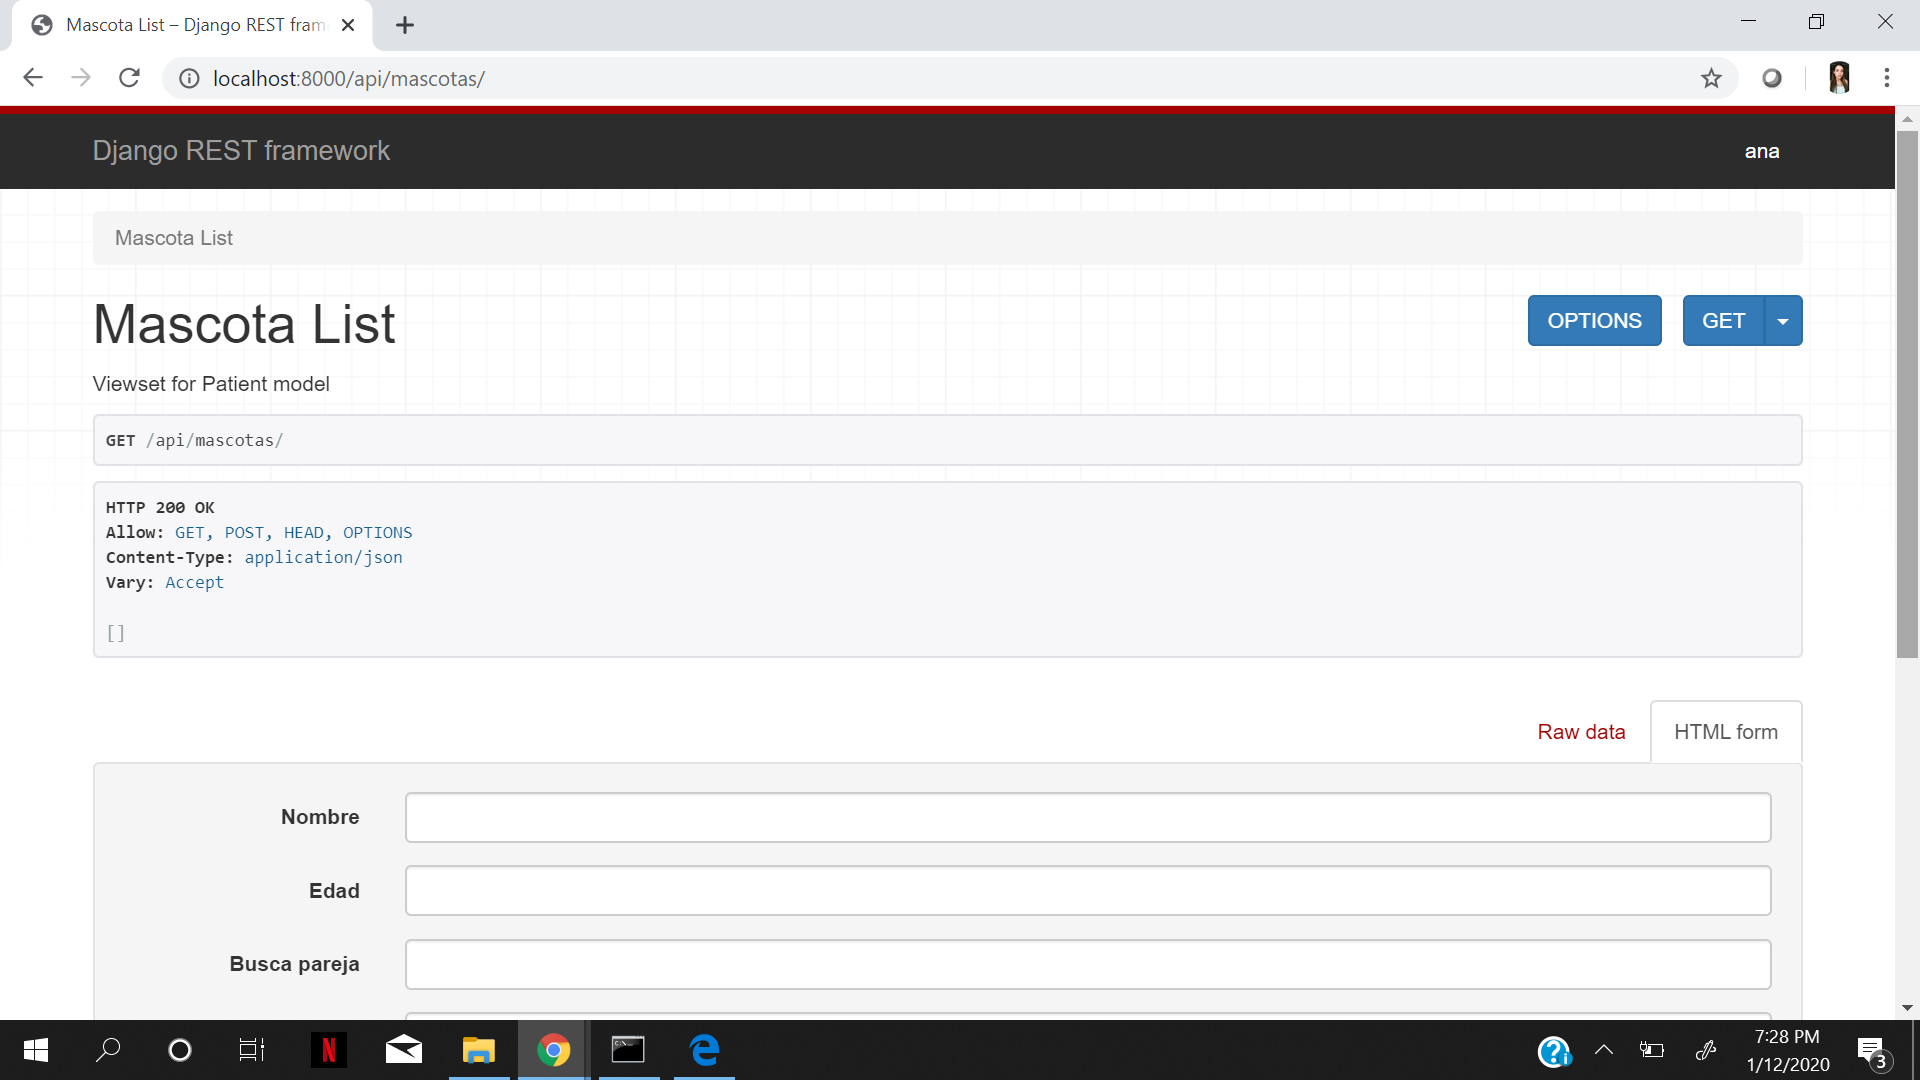 Mascota List – Django REST fram
localhost:8000/api/mascotas/
Django REST framework
ana
Mascota List
Mascota List
OPTIONS
GET
Viewset for Patient model
GET /api/mascotas/
HTTP 200 OK
Allow: GET, POST, HEAD, OPTIONS
Content-Type: application/json
Vary: Accept
[]
Raw data
HTML form
Nombre
Edad
Busca pareja
7:28 PM
1/12/2020
3